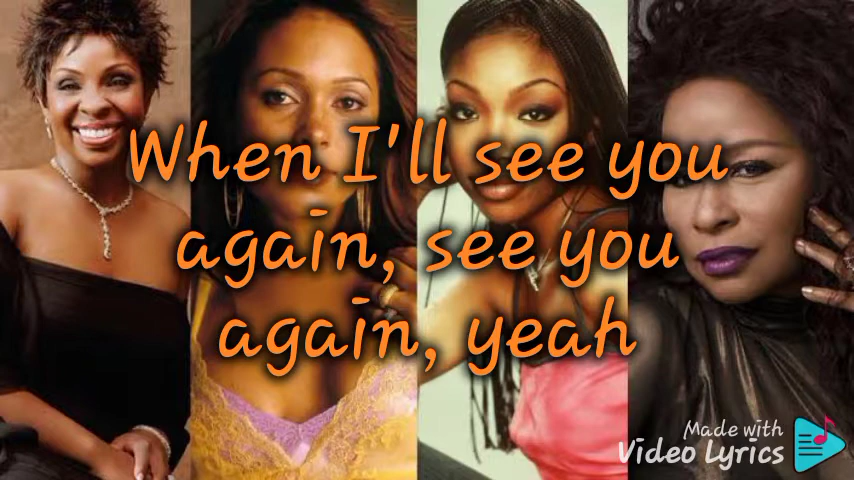 When I'll see you
again, see you
again, yeah
Made with
Video Lyrics